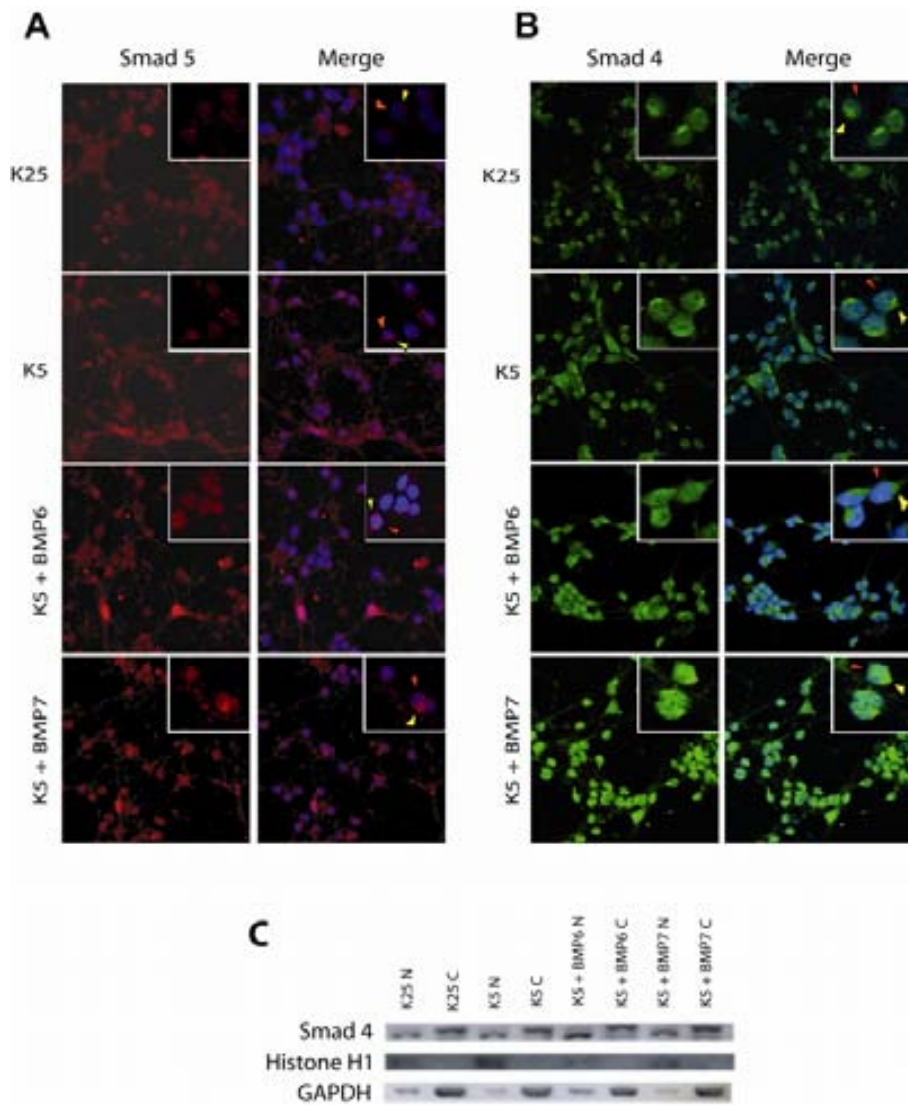 A
B
Smad 5 Merge
Smad 4 Merge
K25
K5
K5 + BMP6
K5 + BMP7
K25
K5
K5 + BMP6
K5 + BMP7
C
K25 N
K25 C
K5 N
K5 C
K5 + BMP6 N
K5 + BMP6 C
K5 + BMP7 N
K5 + BMP7 C
Smad 4
Histone H1
GAPDH